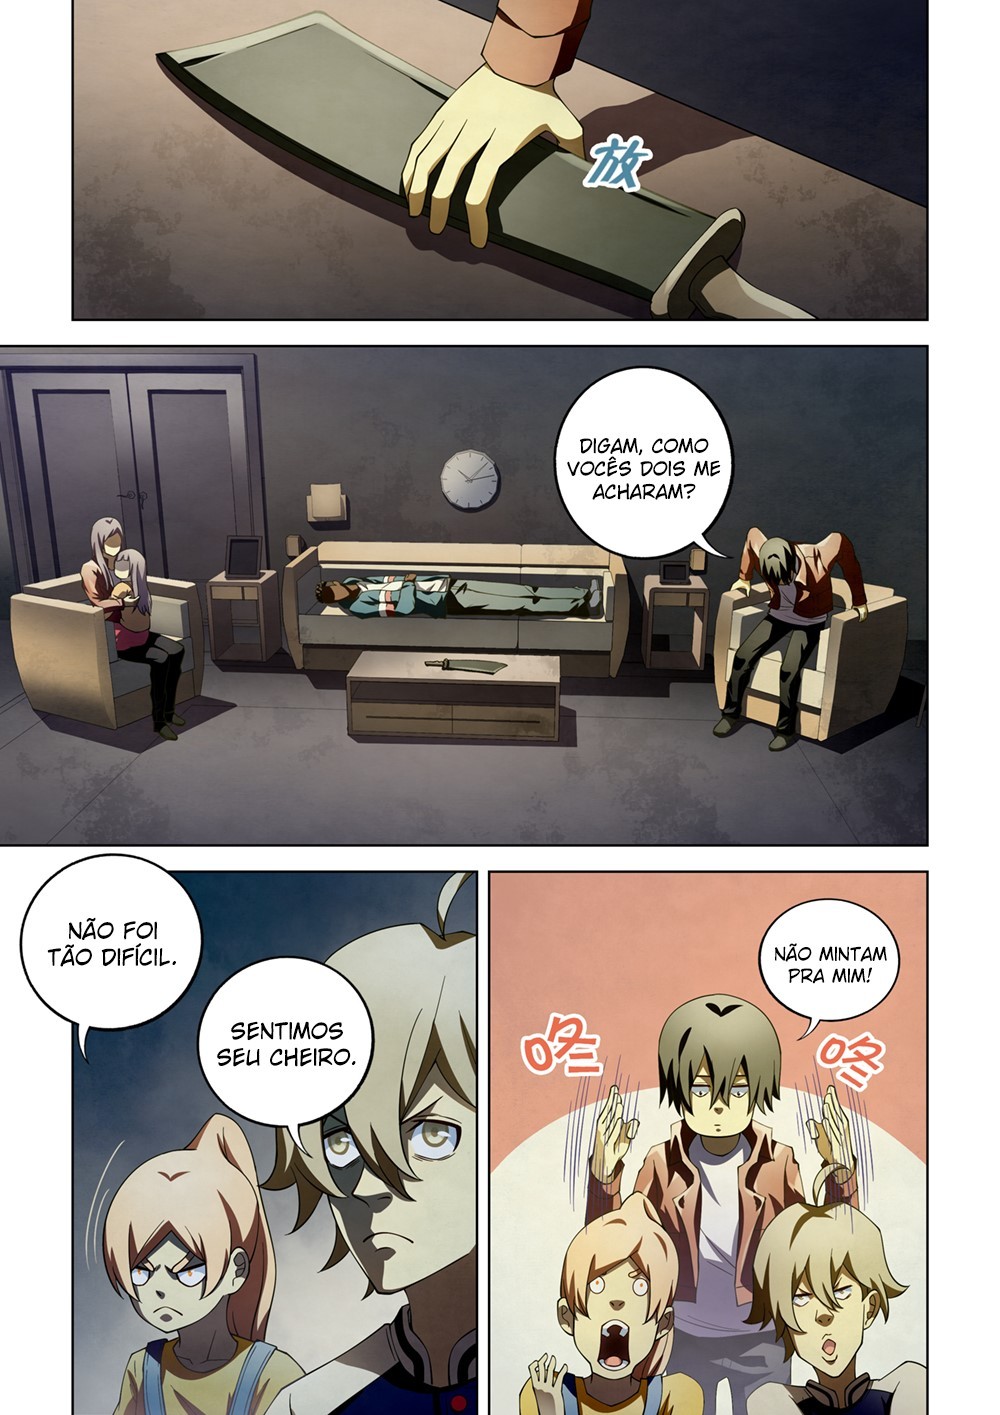 放
DIGAM, COMO
VOCÊS DOIS ME
ACHARAM?
NÃO FOI
TÃO DIFÍCIL.
SENTIMOS
SEU CHEIRO.
NÃO MINTAM
PRA MIM!
咚
咚